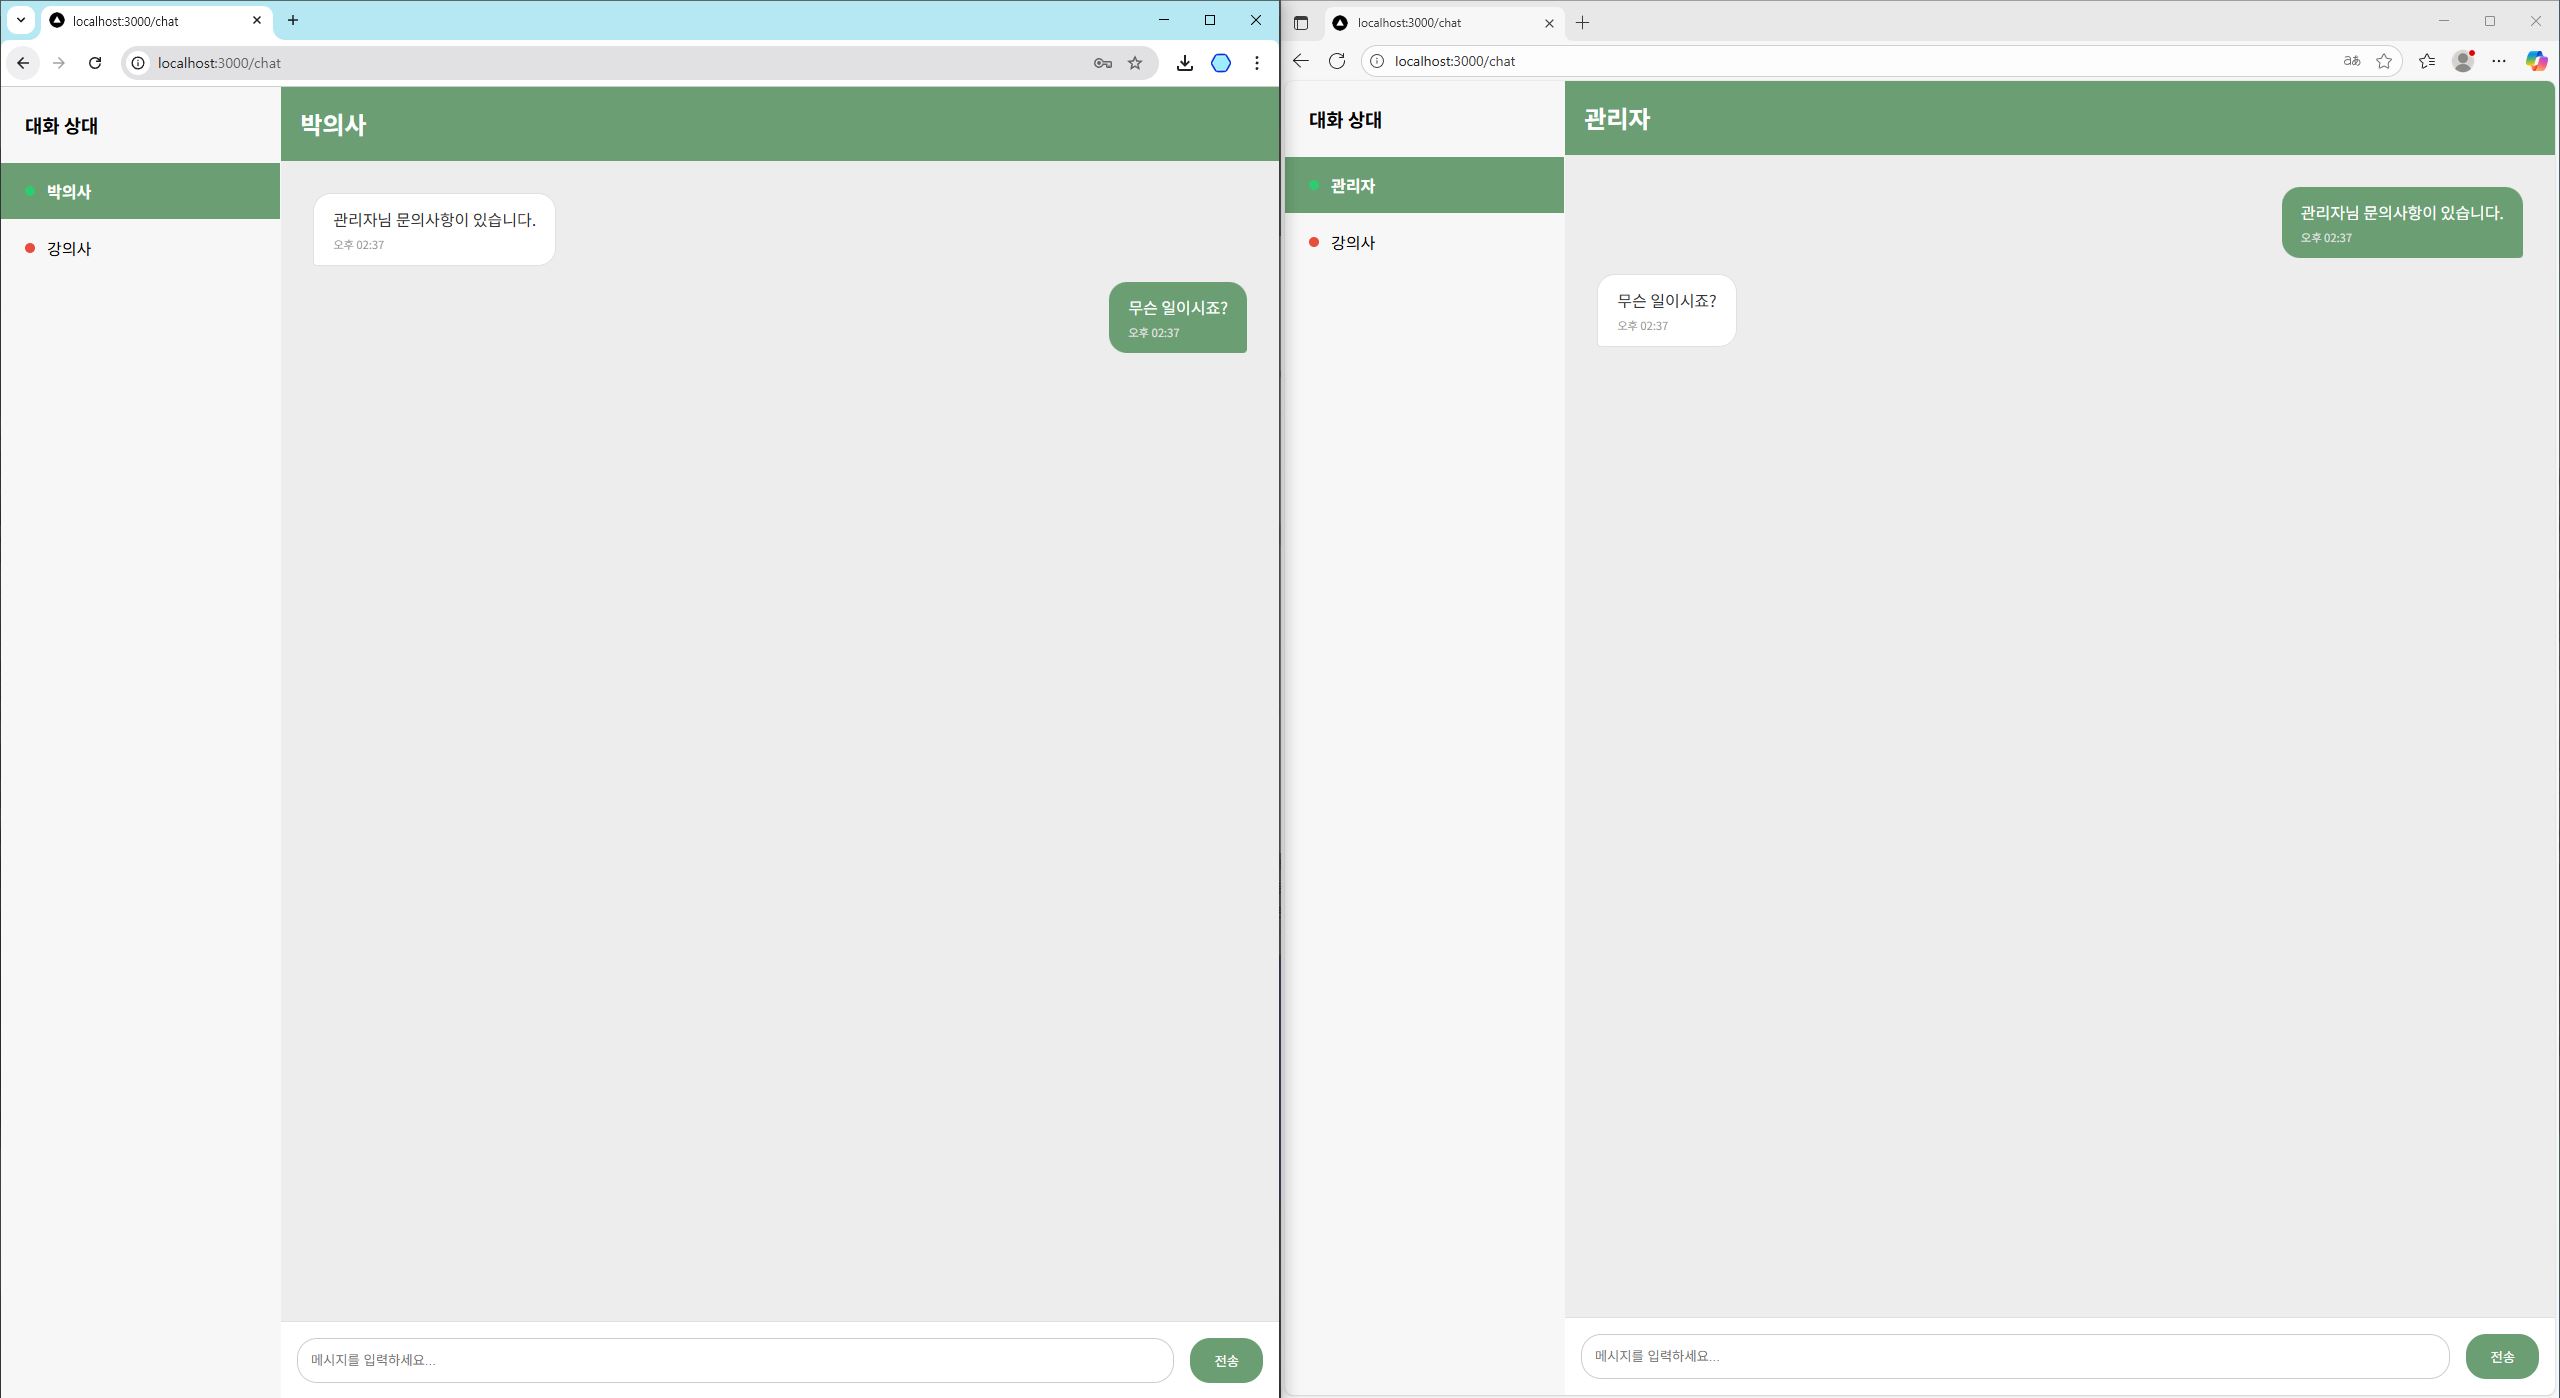 localhost:3000/chat
localhost:3000/chat
대화 상대
박의사
강의사
박의사
관리자님 문의사항이 있습니다.
오후 02:37
무슨 일이시죠?
오후 02:37
메시지를 입력하세요...
전송
localhost:3000/chat
localhost:3000/chat
aあ
대화 상대
관리자
강의사
관리자
관리자님 문의사항이 있습니다.
오후 02:37
무슨 일이시죠?
오후 02:37
메시지를 입력하세요...
전송